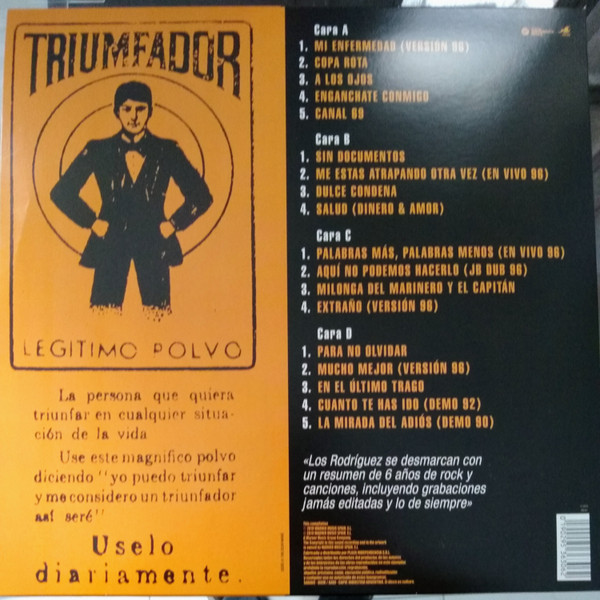 TRIUMFADOR
LEGITIMO POLVO
La persona que quiera
triunfar en cualquier situa-
ción de la vida
Use este magnifico polvo
diciendo "yo puedo triunfar
y me considero un triunfador
así seré"
Uselo
diariamente.
Cara A
1. MI ENFERMEDAD (VERSIÓN 96)
2. COPA ROTA
3. A LOS OJOS
4. ENGANCHATE CONMIGO
5. CANAL 69
Cara B
1. SIN DOCUMENTOS
2. ME ESTAS ATRAPANDO OTRA VEZ (EN VIVO 96)
3. DULCE CONDENA
4. SALUD (DINERO & AMOR)
Cara C
1. PALABRAS MÁS, PALABRAS MENOS (EN VIVO 96)
2. AQUÍ NO PODEMOS HACERLO (JB DUB 96)
3. MILONGA DEL MARINERO Y EL CAPITÁN
4. EXTRAÑO (VERSIÓN 96)
Cara D
1. PARA NO OLVIDAR
2. MUCHO MEJOR (VERSIÓN 96)
3. EN EL ÚLTIMO TRAGO
4. CUANTO TE HAS IDO (DEMO 92)
5. LA MIRADA DEL ADIÓS (DEMO 90)
«Los Rodríguez se desmarcan con
un resumen de 6 años de rock y
canciones, incluyendo grabaciones
jamás editadas y lo de siempre»